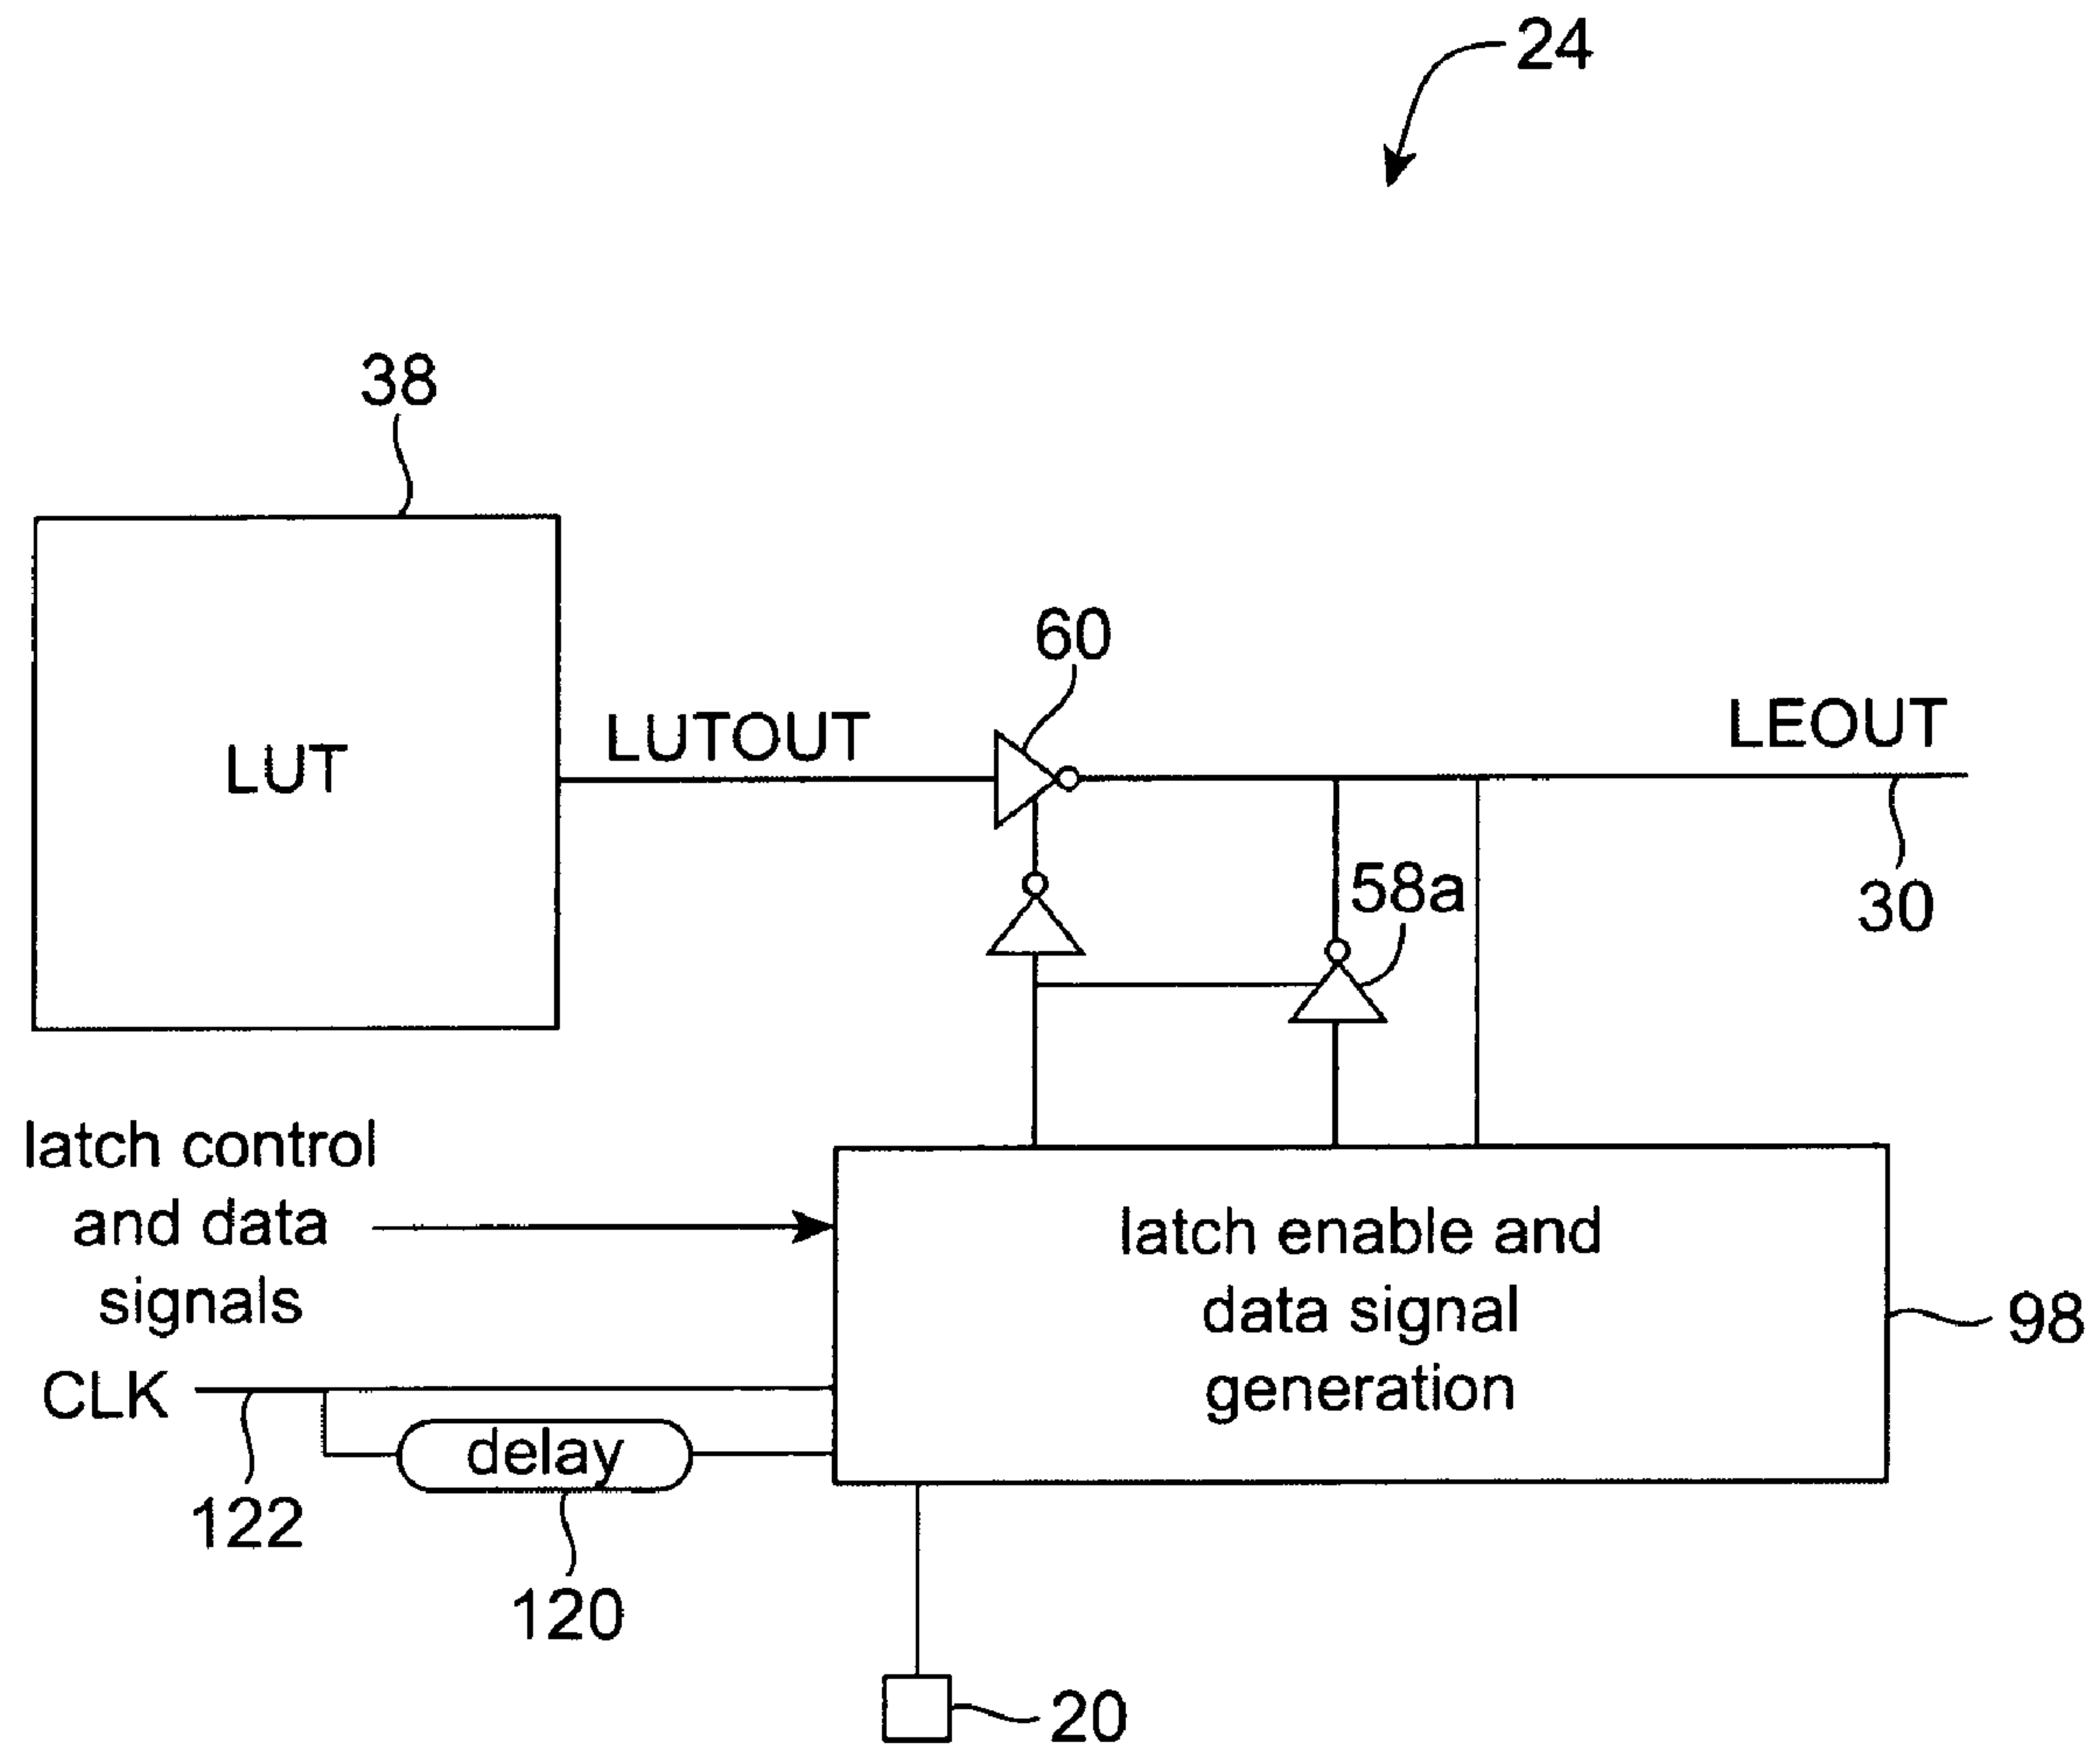 24
38
60
LUTOUT
LEOUT
LUT
58a
30
latch control
and data
signals
latch enable and
data signal
generation
98
CLK
delay
122
120
20